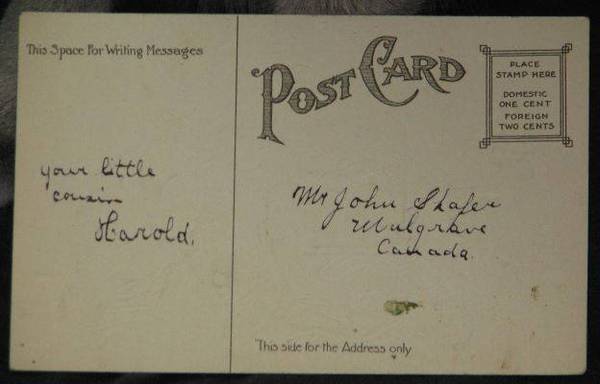 This Space For Writing Messages
POST CARD
PLACE
STAMP HERE
DOMESTIC
ONE CENT
FOREIGN
TWO CENTS
your little
cousin
Harold.
Mr John Shafer
Mulgrave
Canada.
This side for the Address only